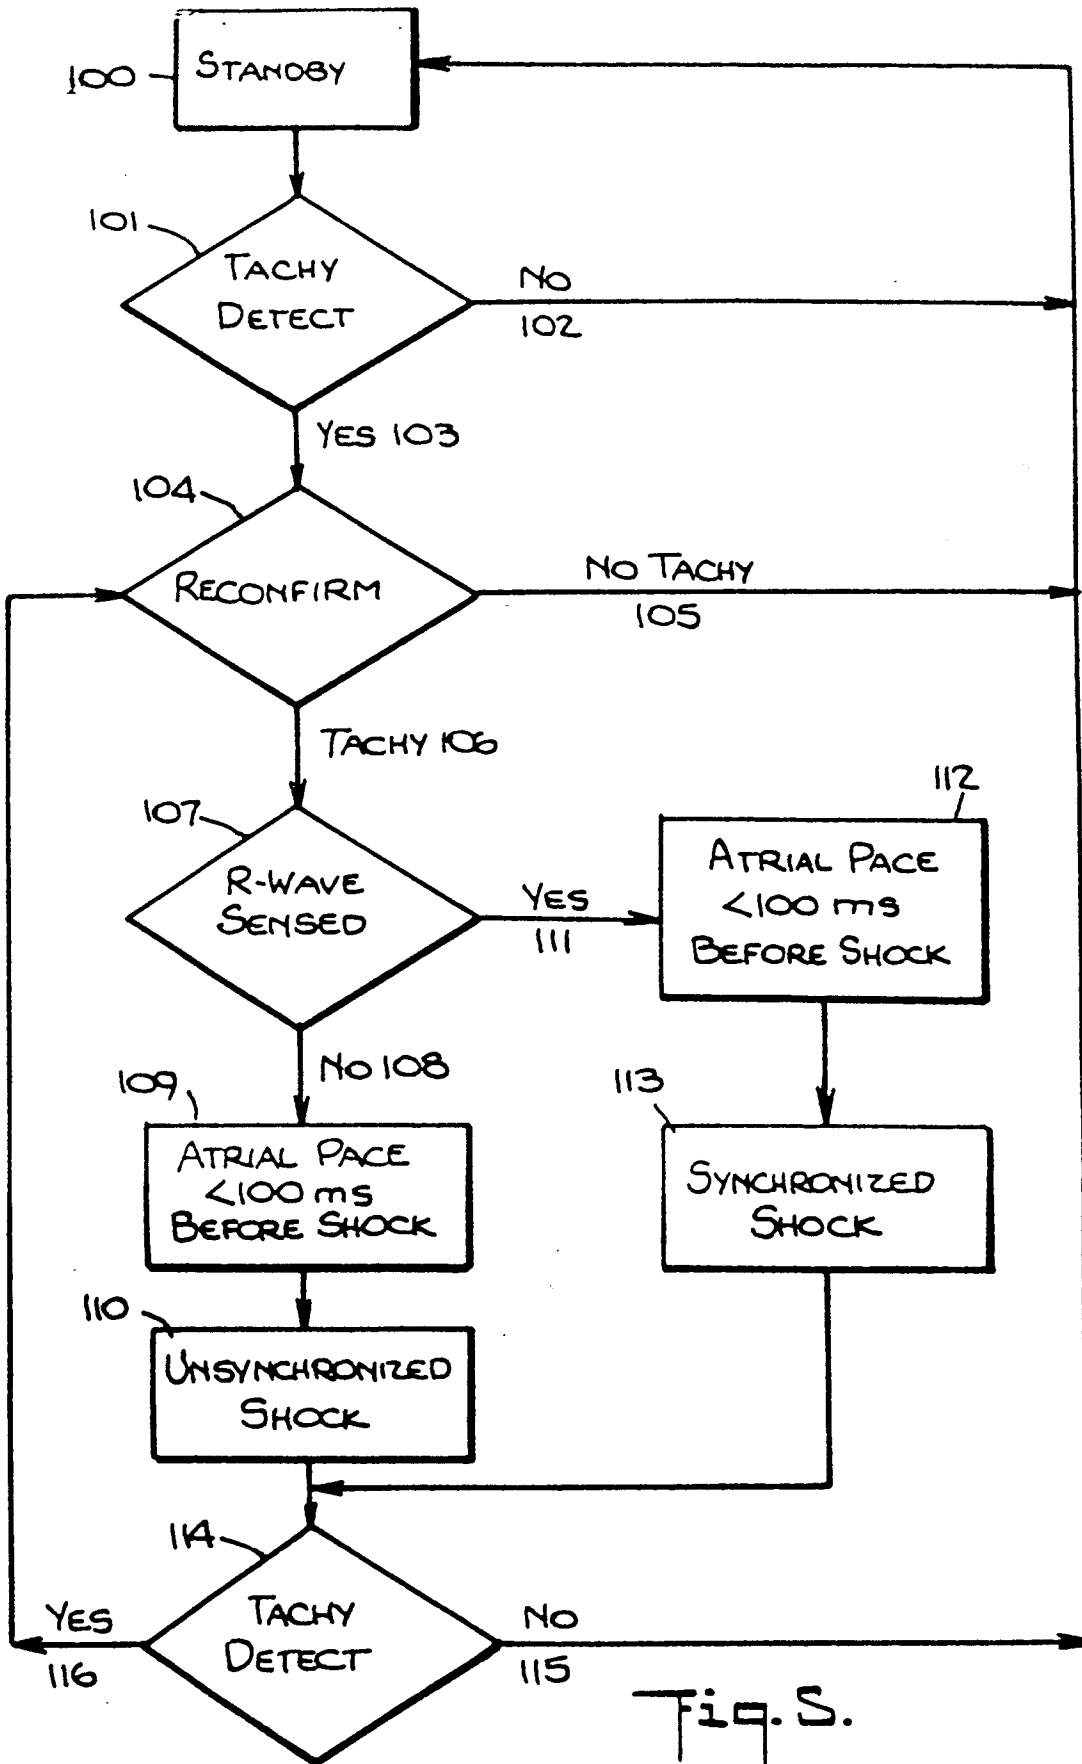 100
STANDBY
101
TACHY
DETECT
NO
102
YES 103
104
RECONFIRM
NO TACHY
105
TACHY 106
107
R-WAVE
SENSED
YES
111
112
ATRIAL PACE
<100 ms
BEFORE SHOCK
NO 108
109
ATRIAL PACE
<100 ms
BEFORE SHOCK
113
SYNCHRONIZED
SHOCK
110
UNSYNCHRONIZED
SHOCK
114
TACHY
DETECT
YES
116
NO
115
Fig. 5.